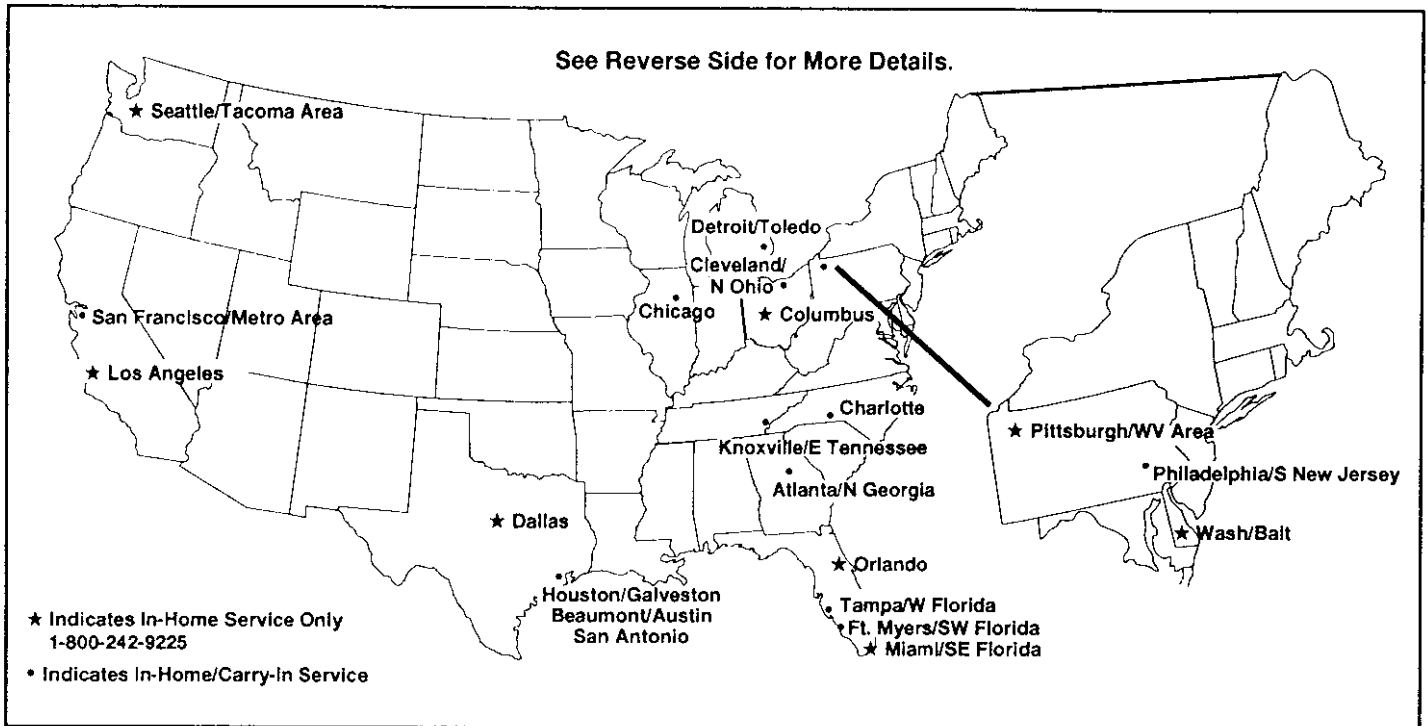 See Reverse Side for More Details.
★ Seattle/Tacoma Area
Detroit/Toledo
Cleveland/
N Ohio
Chicago
★ Columbus
San Francisco/Metro Area
★ Los Angeles
Charlotte
Knoxville/E Tennessee
Atlanta/N Georgia
★ Pittsburgh/WV Area
Philadelphia/S New Jersey
★ Wash/Balt
★ Dallas
★ Orlando
Houston/Galveston
Beaumont/Austin
San Antonio
Tampa/W Florida
Ft. Myers/SW Florida
★ Miami/SE Florida
★ Indicates In-Home Service Only
1-800-242-9225
• Indicates In-Home/Carry-In Service